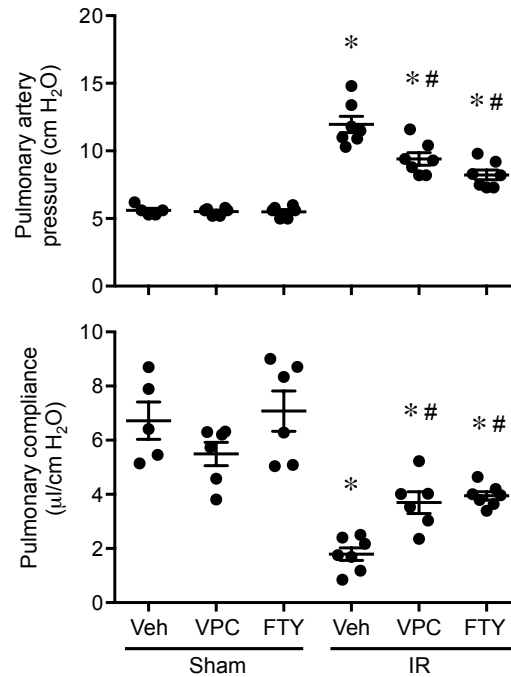 Pulmonary artery
pressure (cm H₂O)
20
15
10
5
0
*
* #
* #
Pulmonary compliance
(µl/cm H₂O)
10
8
6
4
2
0
*
* #
* #
Veh VPC FTY Veh VPC FTY
Sham IR